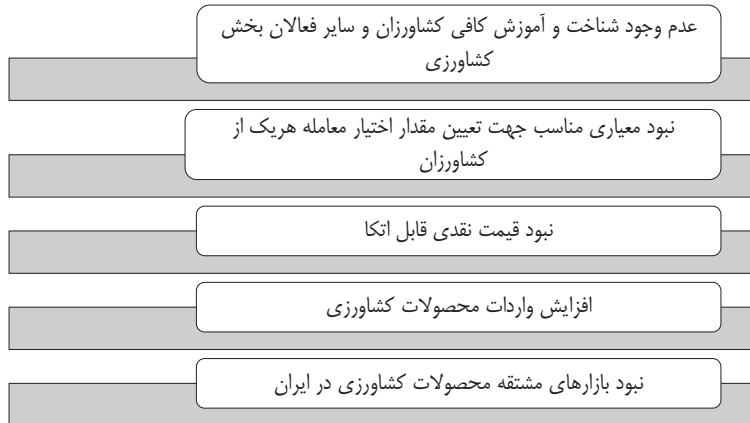 عدم وجود شناخت و آموزش کافی کشاورزان و سایر فعالان بخش
کشاورزی
نبود معیاری مناسب جهت تعیین مقدار اختیار معامله هریک از
کشاورزان
نبود قیمت نقدی قابل اتکا
افزایش واردات محصولات کشاورزی
نبود بازارهای مشتقه محصولات کشاورزی در ایران